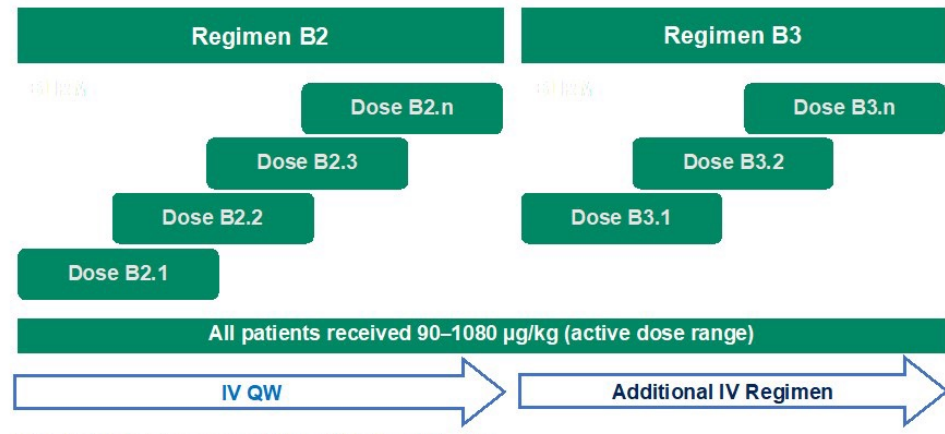 Regimen B2
Regimen B3
Dose B2.n
Dose B3.n
Dose B2.3
Dose B3.2
Dose B2.2
Dose B3.1
Dose B2.1
All patients received 90–1080 µg/kg (active dose range)
IV QW
Additional IV Regimen